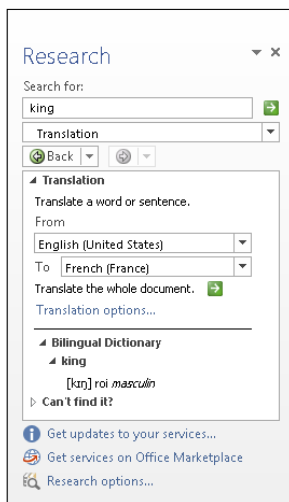 Research
Search for:
king
Translation
Back
Translation
Translate a word or sentence.
From
English (United States)
To French (France)
Translate the whole document.
Translation options...
Bilingual Dictionary
king
[kɪŋ] roi masculin
Can't find it?
Get updates to your services...
Get services on Office Marketplace
Research options...